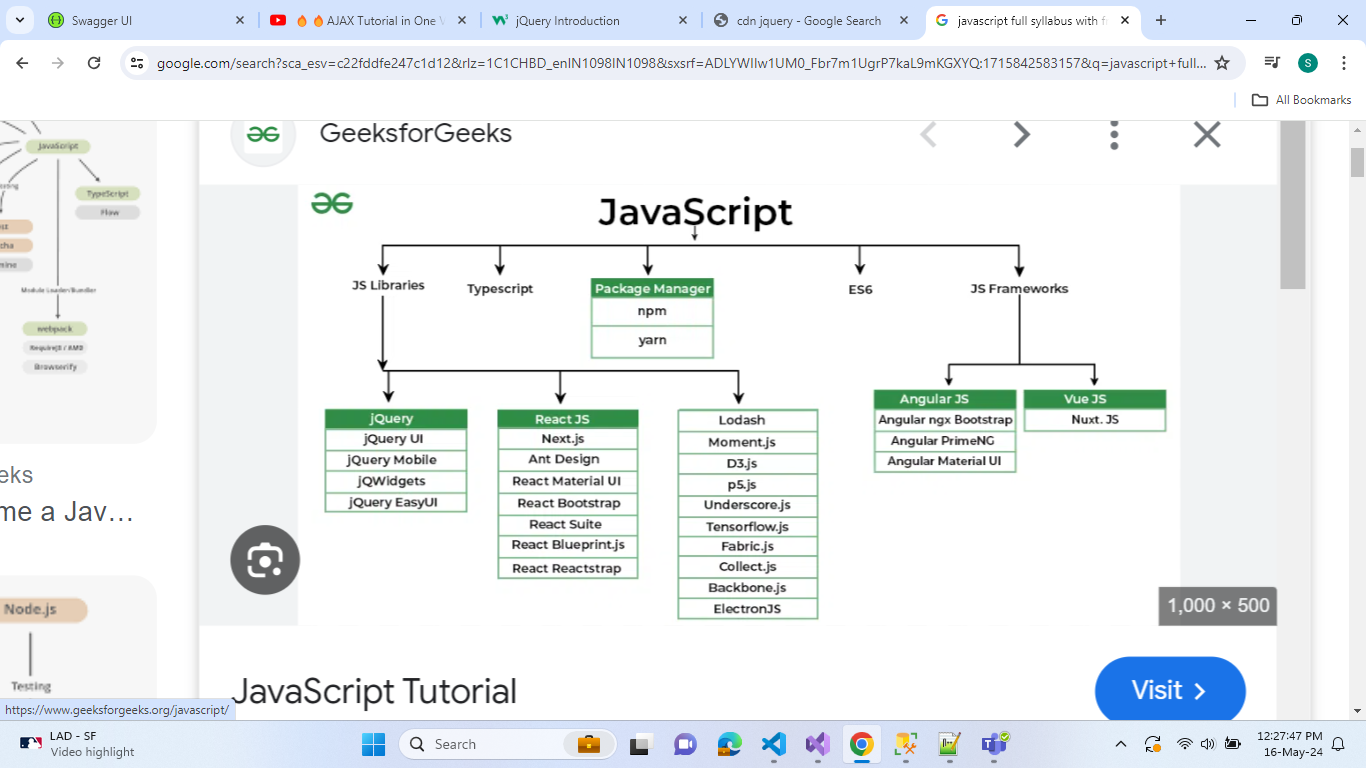 Swagger UI
🔥🔥AJAX Tutorial in One V
jQuery Introduction
cdn jquery - Google Search
javascript full syllabus with f
google.com/search?sca_esv=c22fddfe247c1d12&rlz=1C1CHBD_enIN1098IN1098&sxsrf=ADLYWIIw1UM0_Fbr7m1UgrP7kaL9mKGXYQ:1715842583157&q=javascript+full...
S
All Bookmarks
JavaScript
TypeScript
Flow
Module Loader/Bundler
webpack
RequireJS / AMD
Browserify
eks
me a Jav...
Node.js
Testing
GeeksforGeeks
JavaScript
JS Libraries
Typescript
Package Manager
npm
yarn
ES6
JS Frameworks
jQuery
jQuery UI
jQuery Mobile
jQWidgets
jQuery EasyUI
React JS
Next.js
Ant Design
React Material UI
React Bootstrap
React Suite
React Blueprint.js
React Reactstrap
Lodash
Moment.js
D3.js
p5.js
Underscore.js
Tensorflow.js
Fabric.js
Collect.js
Backbone.js
ElectronJS
Angular JS
Angular ngx Bootstrap
Angular PrimeNG
Angular Material UI
Vue JS
Nuxt. JS
1,000 × 500
JavaScript Tutorial
Visit
https://www.geeksforgeeks.org/javascript/
LAD - SF
Video highlight
Search
12:27:47 PM
16-May-24